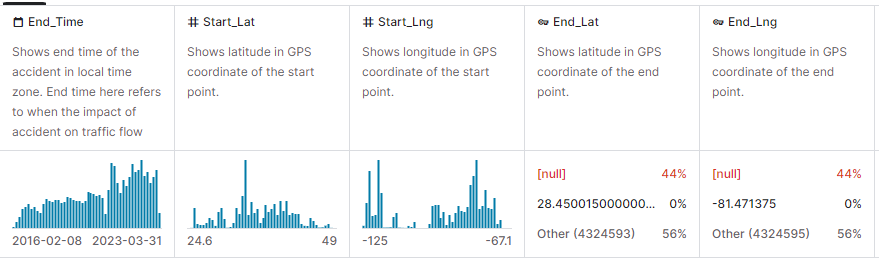 End_Time
Shows end time of the
accident in local time
zone. End time here refers
to when the impact of
accident on traffic flow
2016-02-08 2023-03-31
Start_Lat
Shows latitude in GPS
coordinate of the start
point.
24.6 49
Start_Lng
Shows longitude in GPS
coordinate of the start
point.
-125 -67.1
End_Lat
Shows latitude in GPS
coordinate of the end
point.
[null] 44%
28.450015000000... 0%
Other (4324593) 56%
End_Lng
Shows longitude in GPS
coordinate of the end
point.
[null] 44%
-81.471375 0%
Other (4324595) 56%